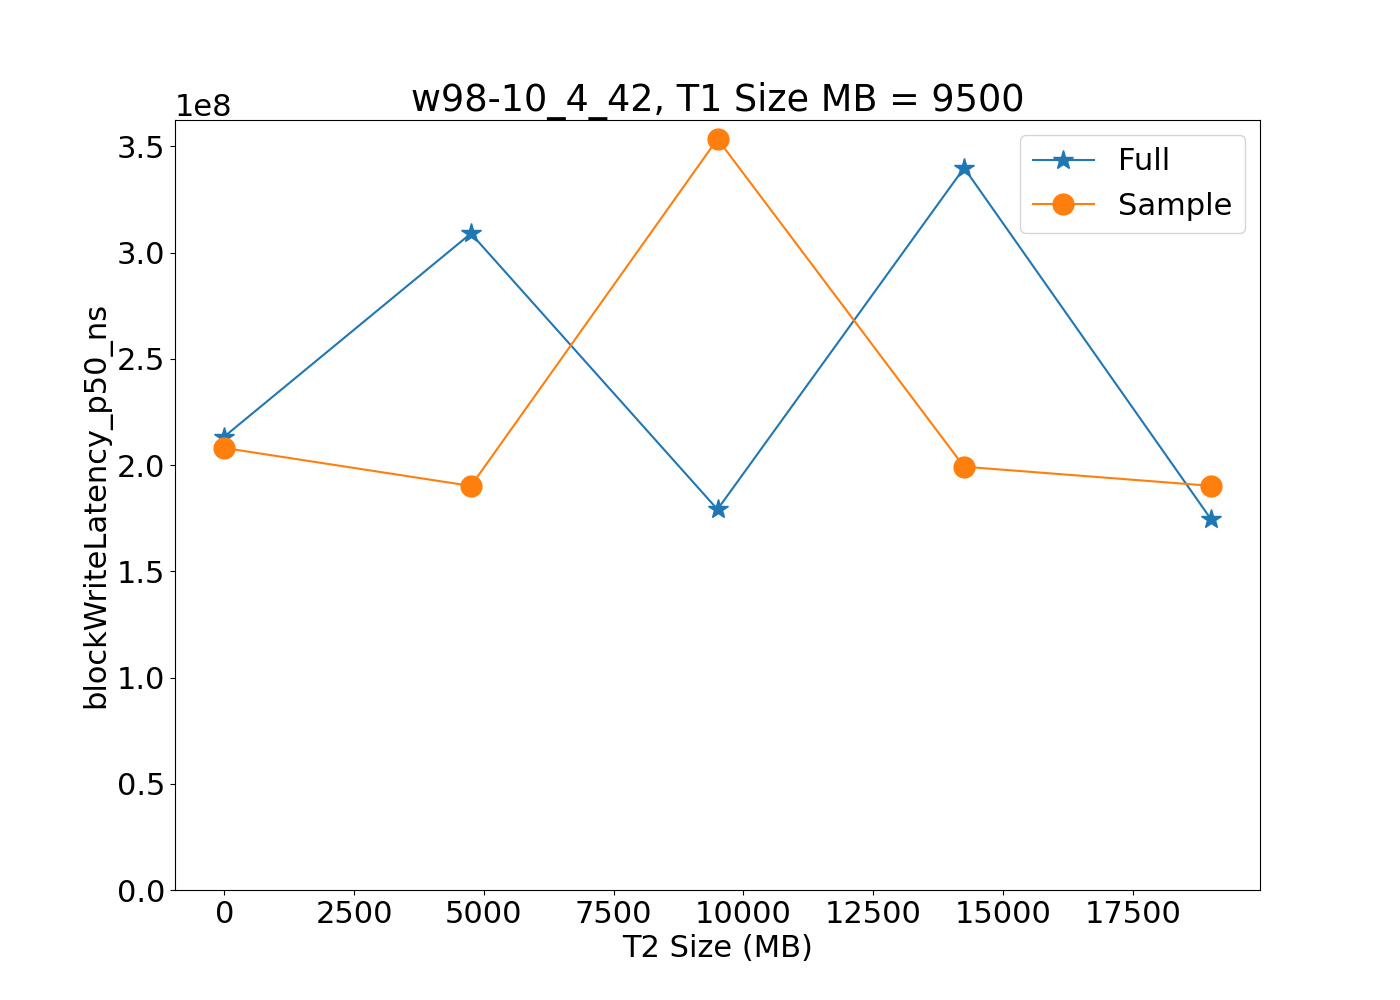 w98-10_4_42, T1 Size MB = 9500
1e8
Full
Sample
3.5
3.0
2.5
2.0
1.5
1.0
0.5
0.0
blockWriteLatency_p50_ns
0 2500 5000 7500 10000 12500 15000 17500
T2 Size (MB)